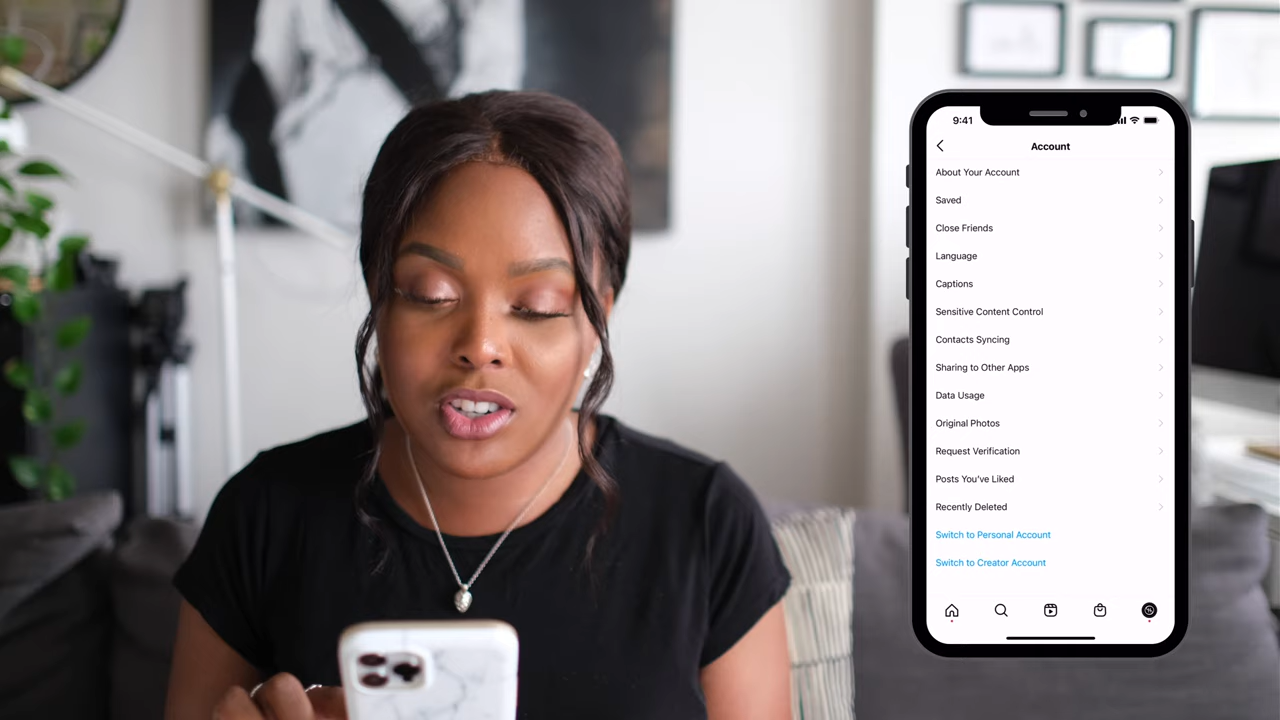 9:41
Account
About Your Account
Saved
Close Friends
Language
Captions
Sensitive Content Control
Contacts Syncing
Sharing to Other Apps
Data Usage
Original Photos
Request Verification
Posts You've Liked
Recently Deleted
Switch to Personal Account
Switch to Creator Account